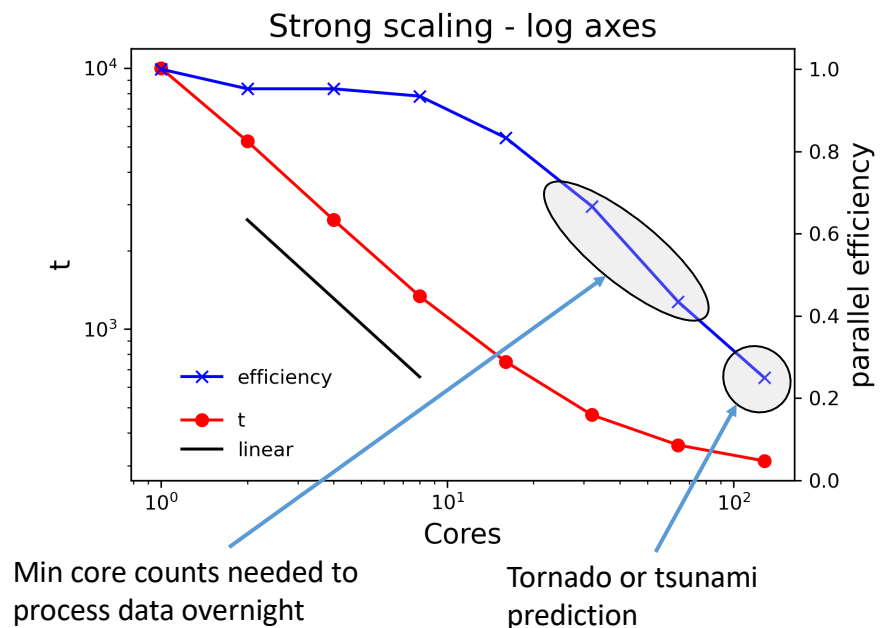 Strong scaling - log axes
10⁴
10³
t
1.0
0.8
0.6
0.4
0.2
0.0
parallel efficiency
efficiency
t
linear
10⁰
10¹
10²
Cores
Min core counts needed to
process data overnight
Tornado or tsunami
prediction